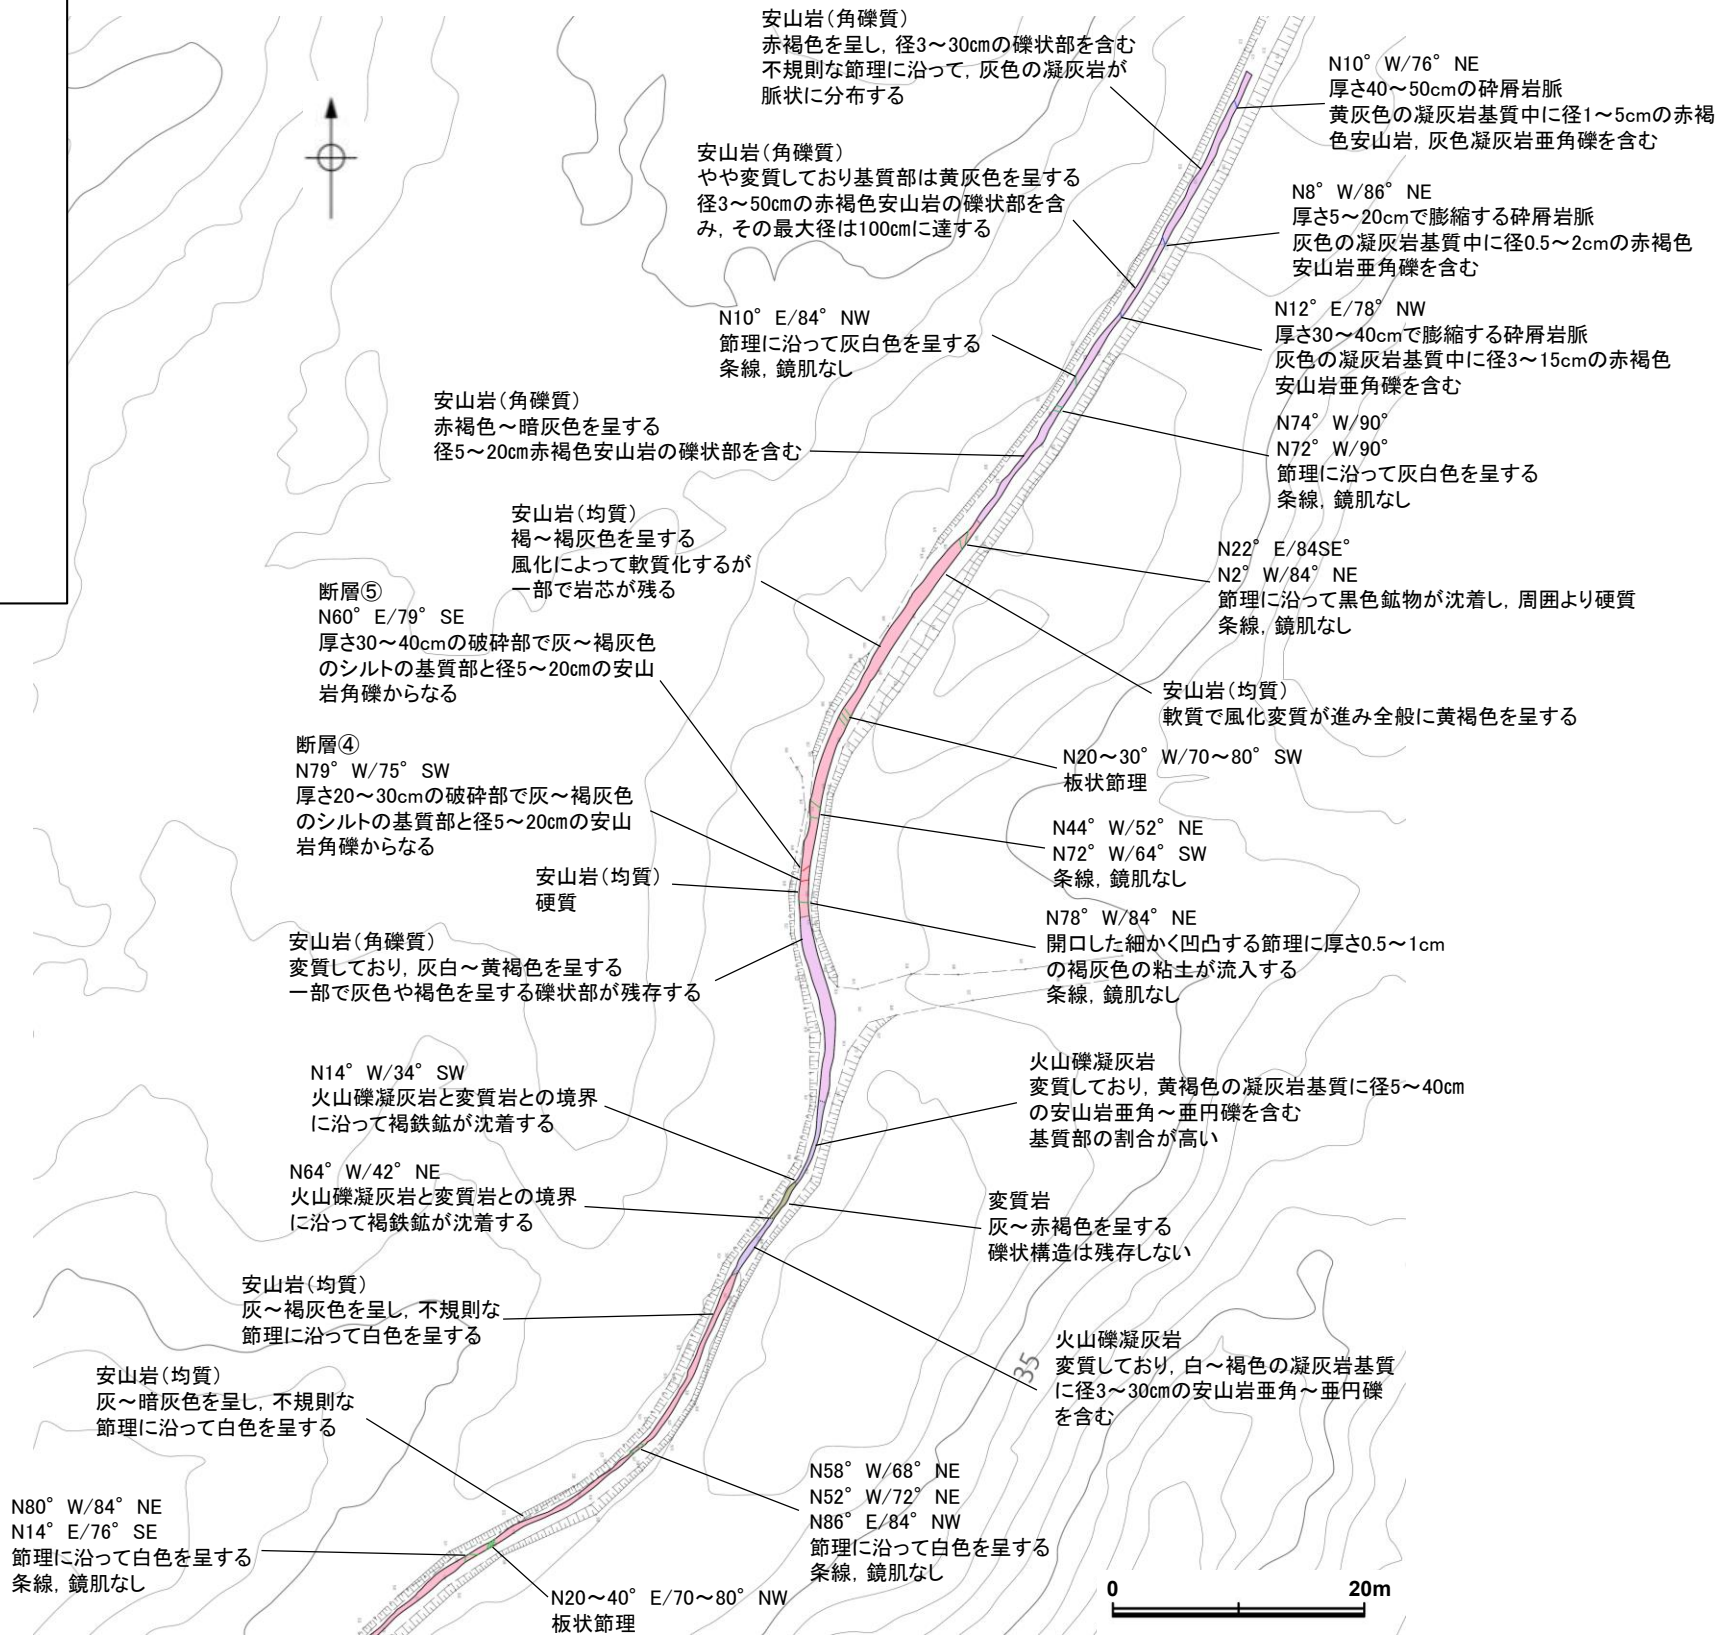 安山岩(角礫質)
赤褐色を呈し，径3～30cmの礫状部を含む
不規則な節理に沿って，灰色の凝灰岩が
脈状に分布する
N10° W/76° NE
厚さ40～50cmの砕屑岩脈
黄灰色の凝灰岩基質中に径1～5cmの赤褐
色安山岩，灰色凝灰岩亜角礫を含む
安山岩(角礫質)
やや変質しており基質部は黄灰色を呈する
径3～50cmの赤褐色安山岩の礫状部を含
み，その最大径は100cmに達する
N8° W/86° NE
厚さ5～20cmで膨縮する砕屑岩脈
灰色の凝灰岩基質中に径0.5～2cmの赤褐色
安山岩亜角礫を含む
N10° E/84° NW
節理に沿って灰白色を呈する
条線，鏡肌なし
N12° E/78° NW
厚さ30～40cmで膨縮する砕屑岩脈
灰色の凝灰岩基質中に径3～15cmの赤褐色
安山岩亜角礫を含む
安山岩(角礫質)
赤褐色～暗灰色を呈する
径5～20cm赤褐色安山岩の礫状部を含む
N74° W/90°
N72° W/90°
節理に沿って灰白色を呈する
条線，鏡肌なし
安山岩(均質)
褐～褐灰色を呈する
風化によって軟質化するが
一部で岩芯が残る
N22° E/84SE°
N2° W/84° NE
節理に沿って黒色鉱物が沈着し，周囲より硬質
条線，鏡肌なし
断層⑤
N60° E/79° SE
厚さ30～40cmの破砕部で灰～褐灰色
のシルトの基質部と径5～20cmの安山
岩角礫からなる
安山岩(均質)
軟質で風化変質が進み全般に黄褐色を呈する
断層④
N79° W/75° SW
厚さ20～30cmの破砕部で灰～褐灰色
のシルトの基質部と径5～20cmの安山
岩角礫からなる
N20～30° W/70～80° SW
板状節理
N44° W/52° NE
N72° W/64° SW
条線，鏡肌なし
安山岩(均質)
硬質
N78° W/84° NE
開口した細かく凹凸する節理に厚さ0.5～1cm
の褐灰色の粘土が流入する
条線，鏡肌なし
安山岩(角礫質)
変質しており，灰白～黄褐色を呈する
一部で灰色や褐色を呈する礫状部が残存する
N14° W/34° SW
火山礫凝灰岩と変質岩との境界
に沿って褐鉄鉱が沈着する
火山礫凝灰岩
変質しており，黄褐色の凝灰岩基質に径5～40cm
の安山岩亜角～亜円礫を含む
基質部の割合が高い
N64° W/42° NE
火山礫凝灰岩と変質岩との境界
に沿って褐鉄鉱が沈着する
変質岩
灰～赤褐色を呈する
礫状構造は残存しない
安山岩(均質)
灰～褐灰色を呈し，不規則な
節理に沿って白色を呈する
35
火山礫凝灰岩
変質しており，白～褐色の凝灰岩基質
に径3～30cmの安山岩亜角～亜円礫
を含む
安山岩(均質)
灰～暗灰色を呈し，不規則な
節理に沿って白色を呈する
N58° W/68° NE
N52° W/72° NE
N86° E/84° NW
節理に沿って白色を呈する
条線，鏡肌なし
N80° W/84° NE
N14° E/76° SE
節理に沿って白色を呈する
条線，鏡肌なし
N20～40° E/70～80° NW
板状節理
0 20m